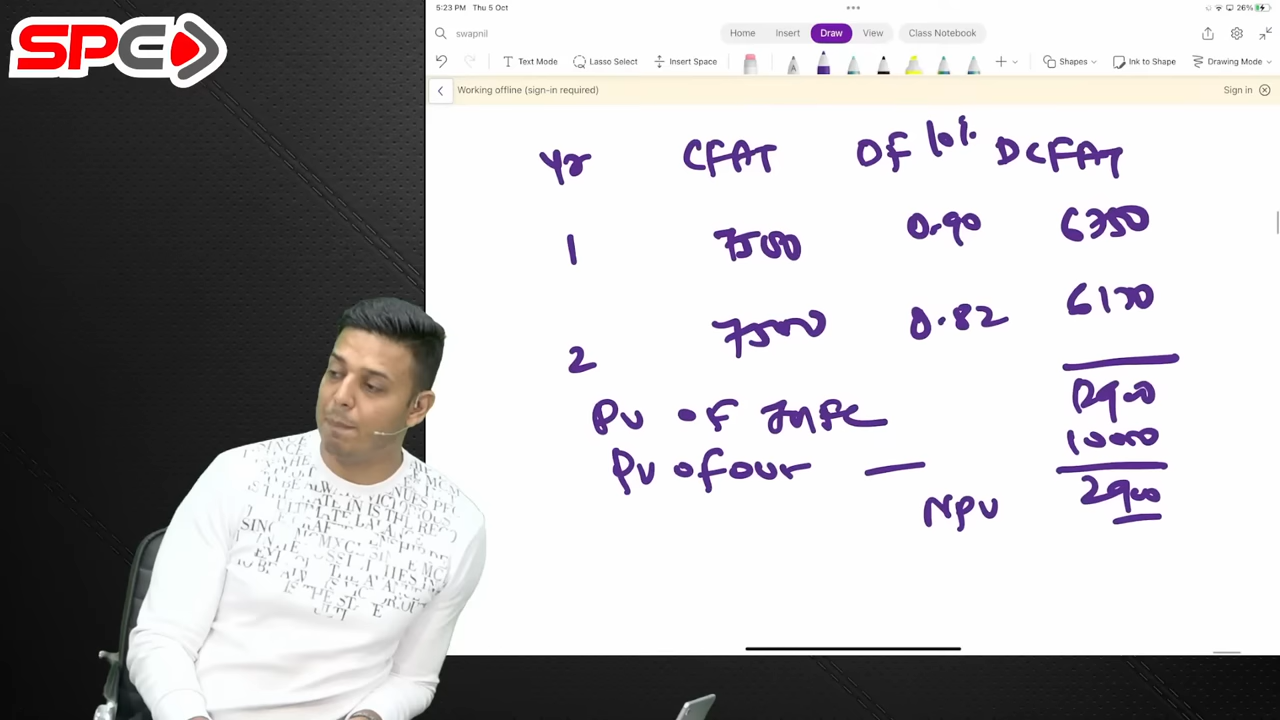 SPC
5:23 PM Thu 5 Oct
26%
swapnil
Home Insert Draw View Class Notebook
Text Mode Lasso Select Insert Space Shapes Ink to Shape Drawing Mode
Working offline (sign-in required) Sign in
Yr CFAT DF 10% DCFAT
1 7500 0.90 6750
2 7500 0.82 6150
12900
PV of Infl 10000
PV of out —
NPV 2900